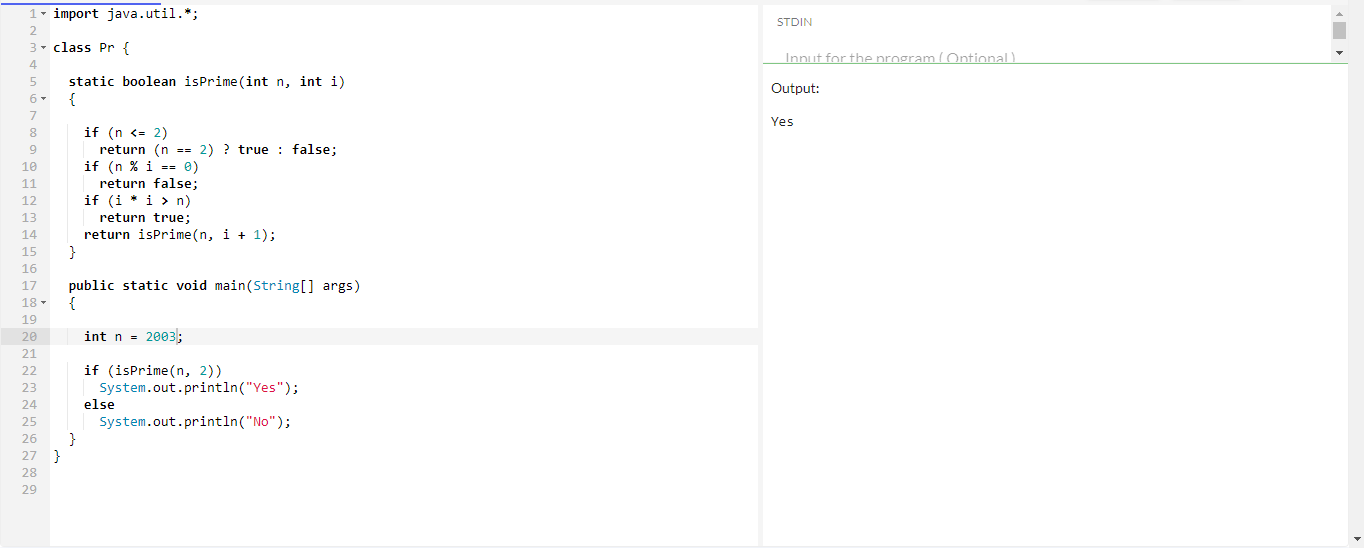 1 import java.util.*;
2
3 class Pr {
4
5 static boolean isPrime(int n, int i)
6 {
7
8 if (n <= 2)
9 return (n == 2) ? true : false;
10 if (n % i == 0)
11 return false;
12 if (i * i > n)
13 return true;
14 return isPrime(n, i + 1);
15 }
16
17 public static void main(String[] args)
18 {
19
20 int n = 2003;
21
22 if (isPrime(n, 2))
23 System.out.println("Yes");
24 else
25 System.out.println("No");
26 }
27 }
28
29
STDIN
Input for the program ( Optional )
Output:
Yes